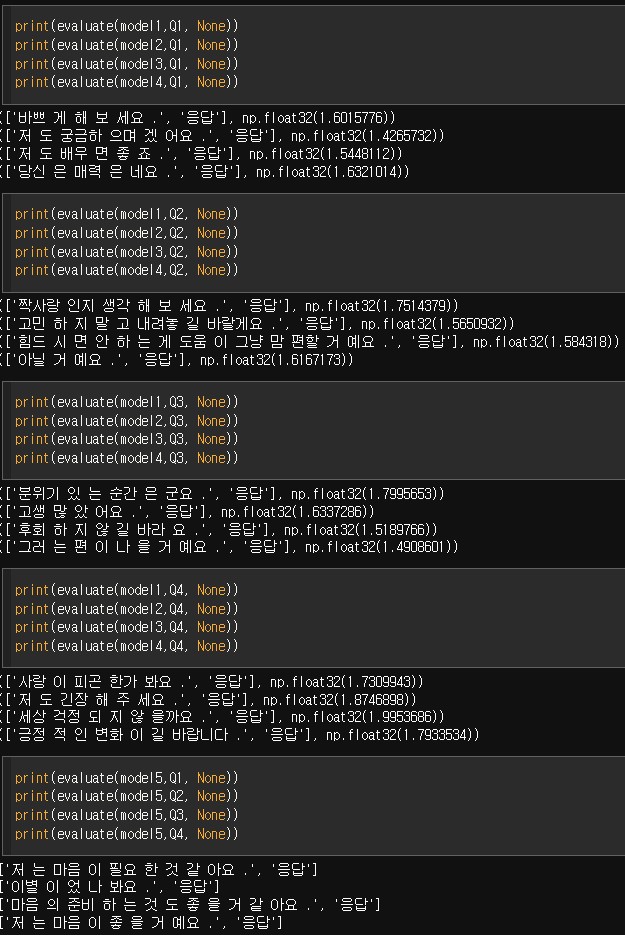 print(evaluate(model1,Q1, None))
print(evaluate(model2,Q1, None))
print(evaluate(model3,Q1, None))
print(evaluate(model4,Q1, None))
(['바쁘 게 해 보 세요 .', '응답'], np.float32(1.6015776))
(['저 도 궁금하 으며 겠 어요 .', '응답'], np.float32(1.4265732))
(['저 도 배우 면 좋 죠 .', '응답'], np.float32(1.5448112))
(['당신 은 매력 은 네요 .', '응답'], np.float32(1.6321014))
print(evaluate(model1,Q2, None))
print(evaluate(model2,Q2, None))
print(evaluate(model3,Q2, None))
print(evaluate(model4,Q2, None))
(['짝사랑 인지 생각 해 보 세요 .', '응답'], np.float32(1.7514379))
(['고민 하 지 말 고 내려놓 길 바랄게요 .', '응답'], np.float32(1.5650932))
(['힘드 시 면 안 하 는 게 도움 이 그냥 맘 편할 거 예요 .', '응답'], np.float32(1.584318))
(['아닐 거 예요 .', '응답'], np.float32(1.6167173))
print(evaluate(model1,Q3, None))
print(evaluate(model2,Q3, None))
print(evaluate(model3,Q3, None))
print(evaluate(model4,Q3, None))
(['분위기 있 는 순간 은 군요 .', '응답'], np.float32(1.7995653))
(['고생 많 았 어요 .', '응답'], np.float32(1.6337286))
(['후회 하 지 않 길 바라 요 .', '응답'], np.float32(1.5189766))
(['그러 는 편 이 나 을 거 예요 .', '응답'], np.float32(1.4908601))
print(evaluate(model1,Q4, None))
print(evaluate(model2,Q4, None))
print(evaluate(model3,Q4, None))
print(evaluate(model4,Q4, None))
(['사랑 이 피곤 한가 봐요 .', '응답'], np.float32(1.7309943))
(['저 도 긴장 해 주 세요 .', '응답'], np.float32(1.8746898))
(['세상 걱정 되 지 않 을까요 .', '응답'], np.float32(1.9953686))
(['긍정 적 인 변화 이 길 바랍니다 .', '응답'], np.float32(1.7933534))
print(evaluate(model5,Q1, None))
print(evaluate(model5,Q2, None))
print(evaluate(model5,Q3, None))
print(evaluate(model5,Q4, None))
['저 는 마음 이 필요 한 것 같 아요 .', '응답']
['이별 이 었 나 봐요 .', '응답']
['마음 의 준비 하 는 것 도 좋 을 거 같 아요 .', '응답']
['저 는 마음 이 좋 을 거 예요 .', '응답']